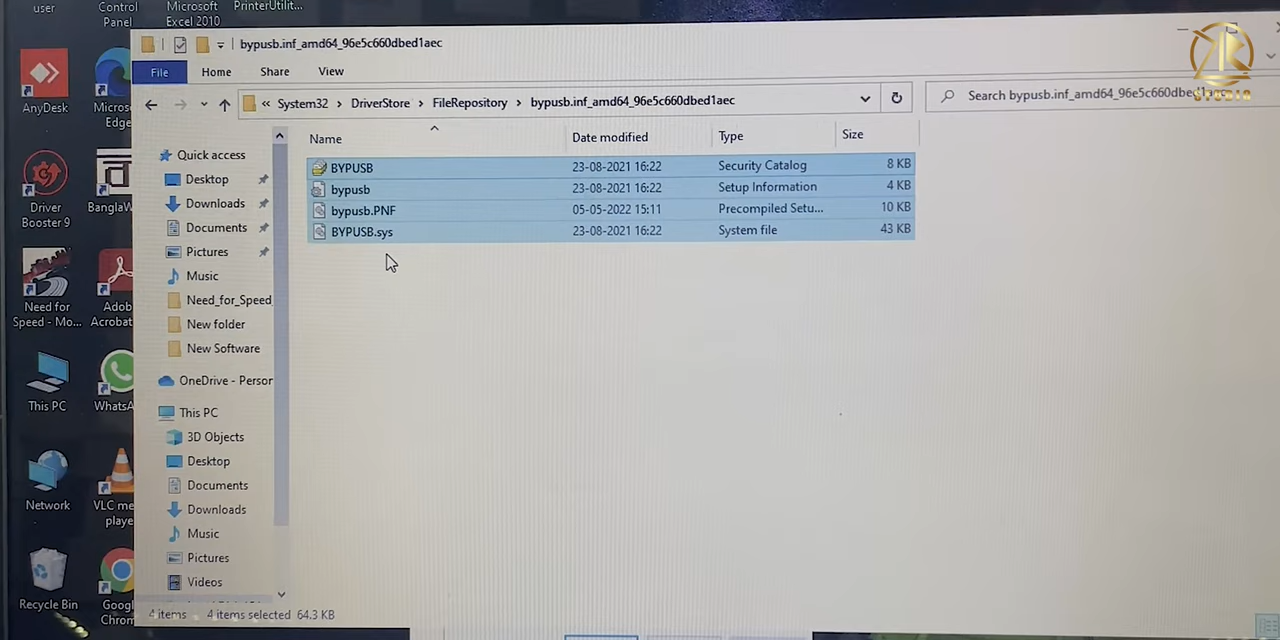 user
Control
Panel
Microsoft
Excel 2010
PrinterUtilit...
bypusb.inf_amd64_96e5c660dbed1aec
File
Home
Share
View
« System32 › DriverStore › FileRepository › bypusb.inf_amd64_96e5c660dbed1aec
Search bypusb.inf_amd64_96e5c660dbed1aec
STUDIO
AnyDesk
Microso
Edge
Driver
Booster 9
BanglaW
Need for
Speed - Mo...
Adob
Acrobat
This PC
WhatsA
Network
VLC me
player
Recycle Bin
Goog
Chrom
Quick access
Desktop
Downloads
Documents
Pictures
Music
Need_for_Speed
New folder
New Software
OneDrive - Person
This PC
3D Objects
Desktop
Documents
Downloads
Music
Pictures
Videos
Name Date modified Type Size
BYPUSB 23-08-2021 16:22 Security Catalog 8 KB
bypusb 23-08-2021 16:22 Setup Information 4 KB
bypusb.PNF 05-05-2022 15:11 Precompiled Setu... 10 KB
BYPUSB.sys 23-08-2021 16:22 System file 43 KB
4 items 4 items selected 64.3 KB